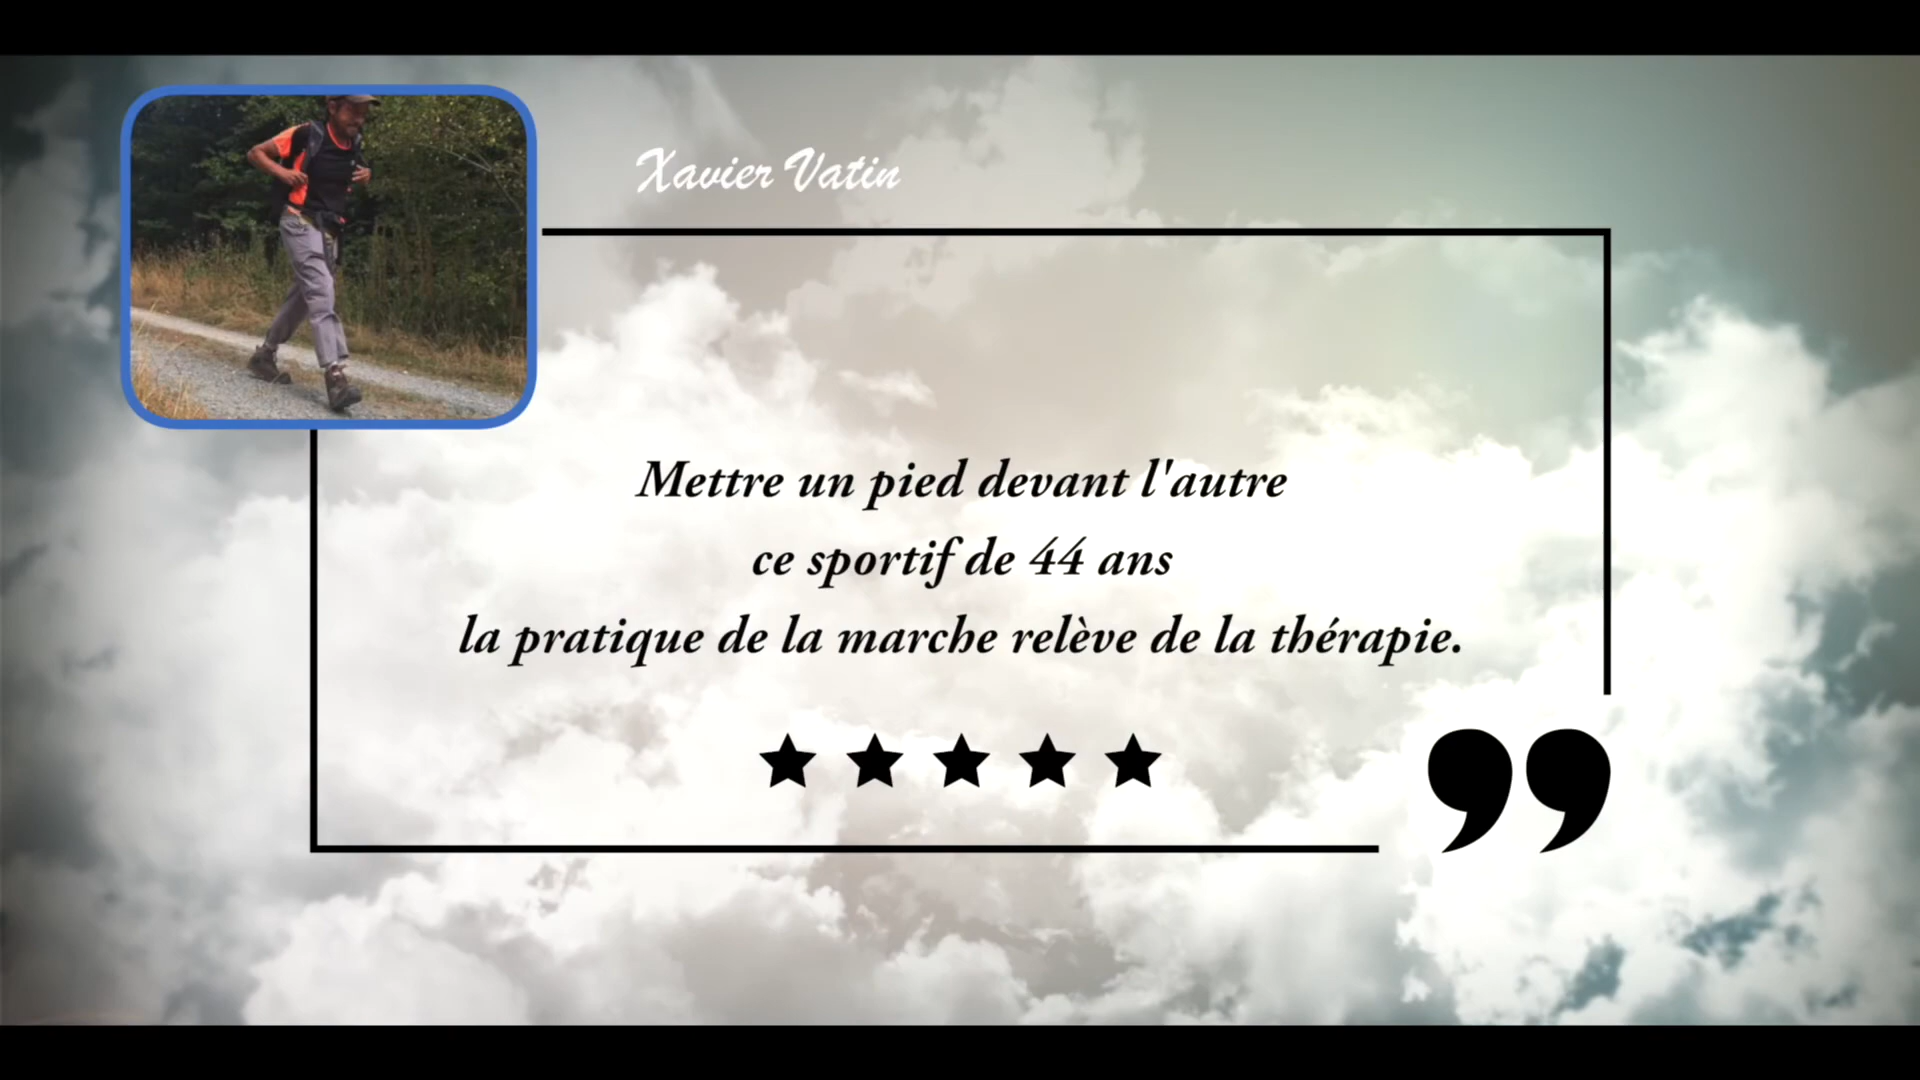 Xavier Vatin
Mettre un pied devant l'autre
ce sportif de 44 ans
la pratique de la marche relève de la thérapie.
”